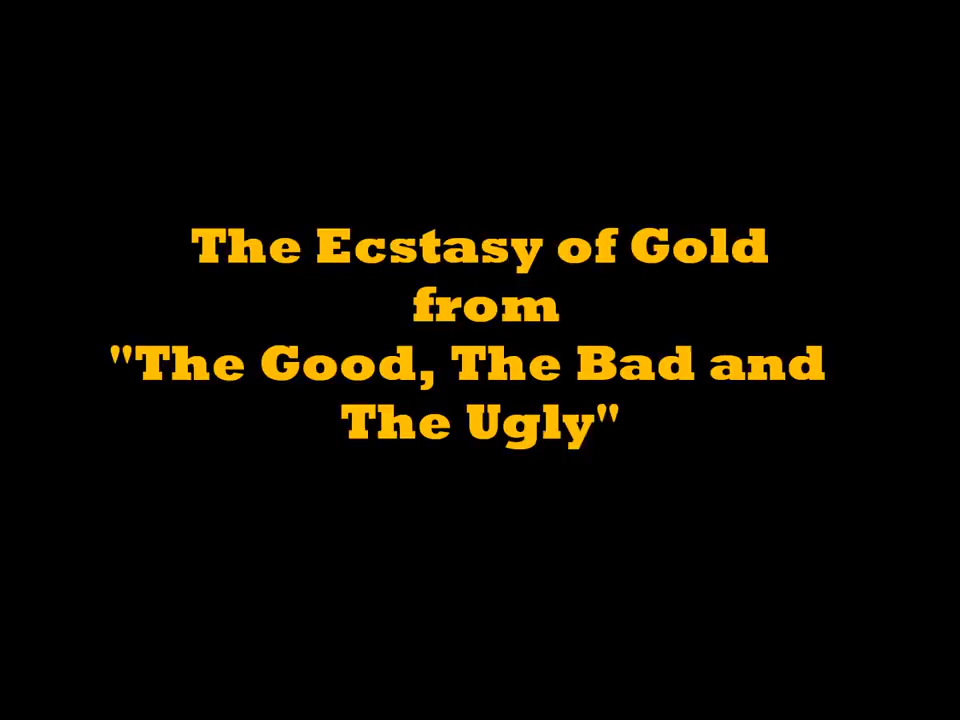 The Ecstasy of Gold
from
"The Good, The Bad and
The Ugly"